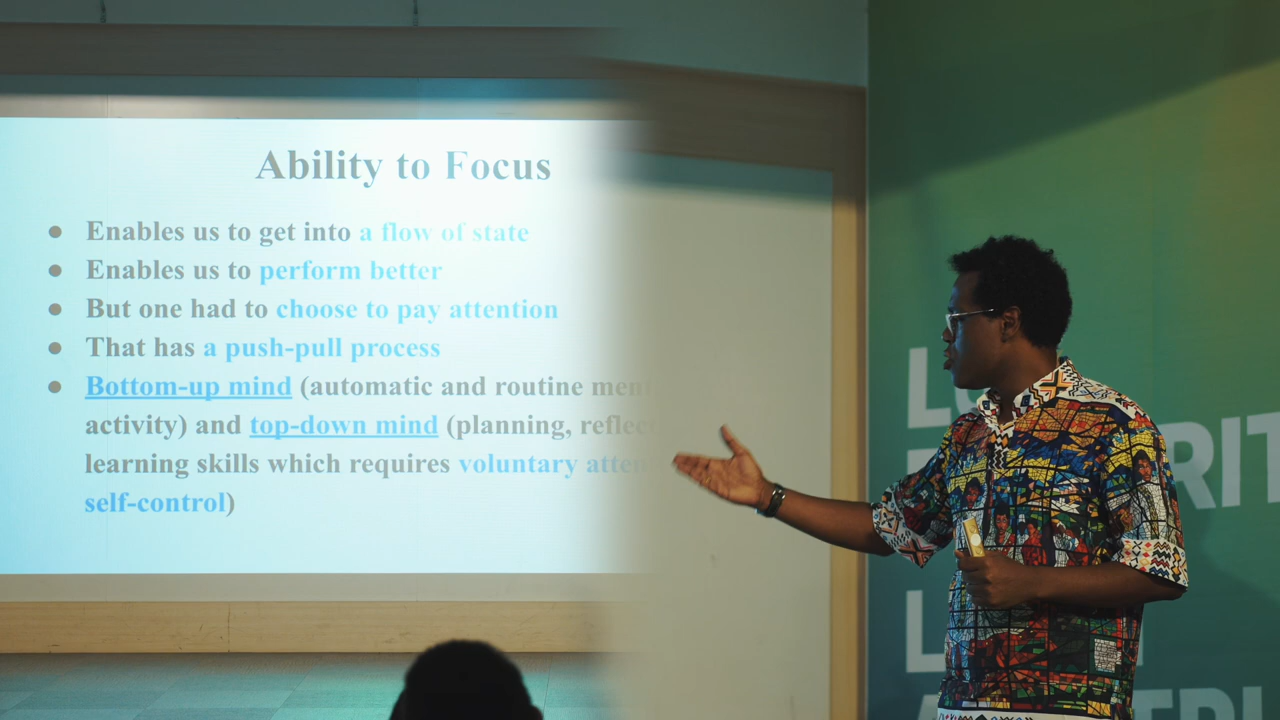 Ability to Focus
● Enables us to get into a flow of state
● Enables us to perform better
● But one had to choose to pay attention
● That has a push-pull process
● Bottom-up mind (automatic and routine
activity) and top-down mind (planning,
learning skills which requires voluntary
self-control)